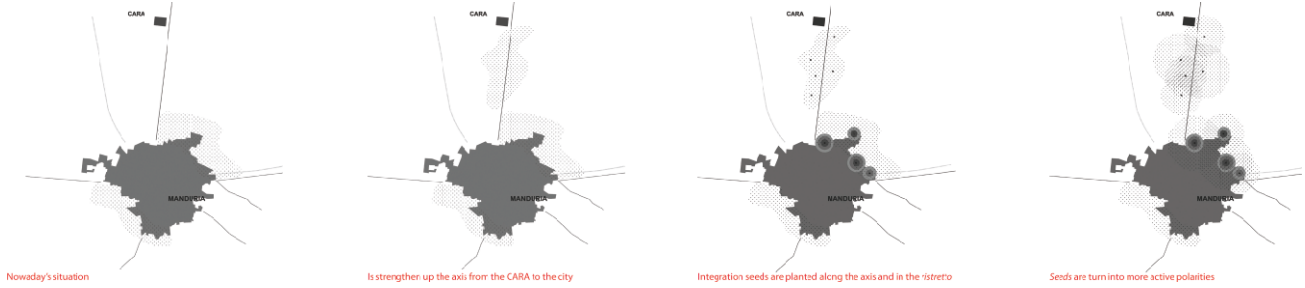 CARA
CARA
CARA
CARA
MANDURIA
MANDURIA
NANDURIA
MANDURIA
Nowaday's situation
Is strengthen up the axis from the CARA to the city
Integration seeds are planted along the axis and in the ristretto
Seeds are turn into more active polarities